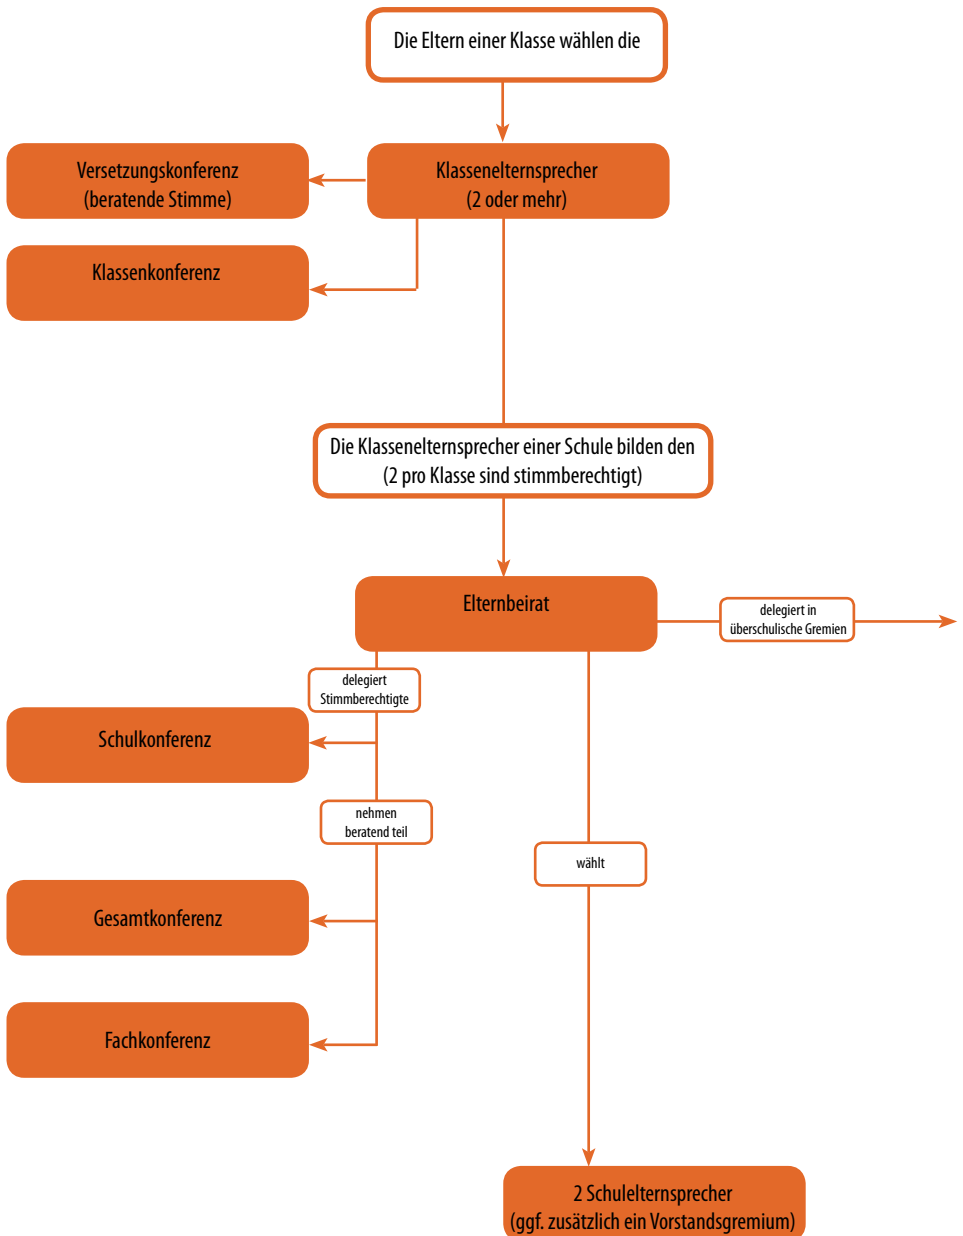 Die Eltern einer Klasse wählen die
Versetzungskonferenz
(beratende Stimme)
Klassenelternsprecher
(2 oder mehr)
Klassenkonferenz
Die Klassenelternsprecher einer Schule bilden den
(2 pro Klasse sind stimmberechtigt)
Elternbeirat
delegiert in
überschulische Gremien
delegiert
Stimmberechtigte
Schulkonferenz
nehmen
beratend teil
wählt
Gesamtkonferenz
Fachkonferenz
2 Schulelternsprecher
(ggf. zusätzlich ein Vorstandsgremium)